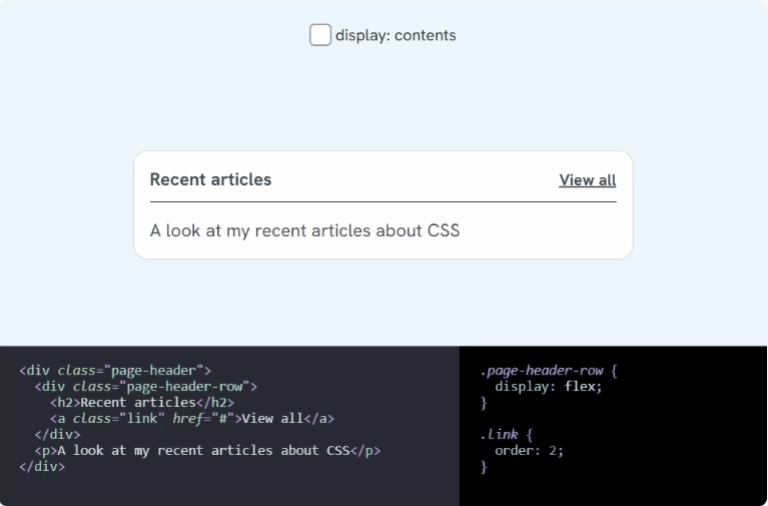 display: contents
Recent articles
View all
A look at my recent articles about CSS
<div class="page-header">
<div class="page-header-row">
<h2>Recent articles</h2>
<a class="link" href="#">View all</a>
</div>
<p>A look at my recent articles about CSS</p>
</div>
.page-header-row {
display: flex;
}
.link {
order: 2;
}